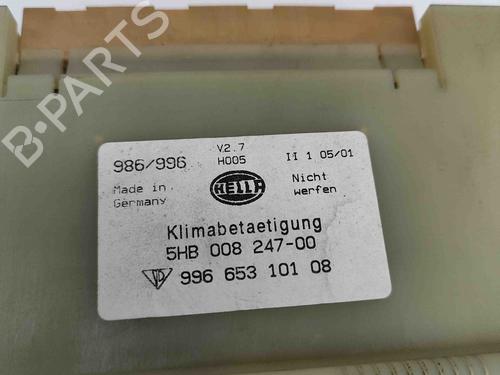 B-PARTS
986/996 V2.7 II 1 05/01
H005
Made in Germany HELLA Nicht werfen
Klimabetaetigung
5HB 008 247-00
996 653 101 08